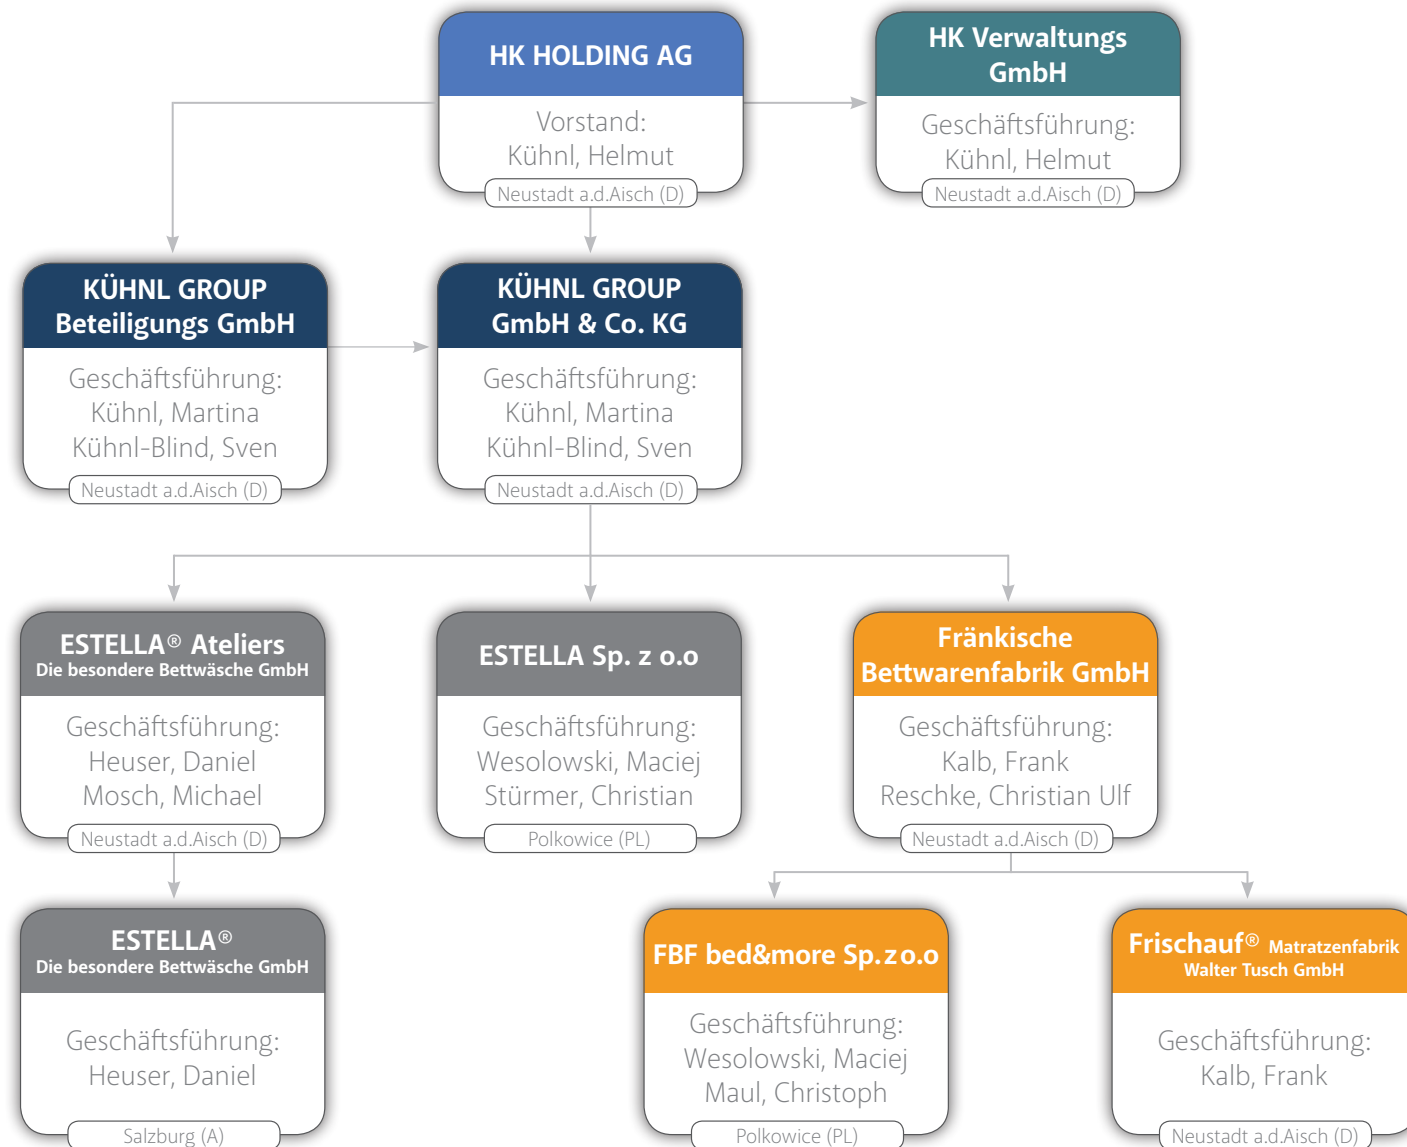 HK HOLDING AG
Vorstand:
Kühnl, Helmut
Neustadt a.d.Aisch (D)
HK Verwaltungs
GmbH
Geschäftsführung:
Kühnl, Helmut
Neustadt a.d.Aisch (D)
KÜHNL GROUP
Beteiligungs GmbH
Geschäftsführung:
Kühnl, Martina
Kühnl-Blind, Sven
Neustadt a.d.Aisch (D)
KÜHNL GROUP
GmbH & Co. KG
Geschäftsführung:
Kühnl, Martina
Kühnl-Blind, Sven
Neustadt a.d.Aisch (D)
ESTELLA® Ateliers
Die besondere Bettwäsche GmbH
Geschäftsführung:
Heuser, Daniel
Mosch, Michael
Neustadt a.d.Aisch (D)
ESTELLA Sp. z o.o
Geschäftsführung:
Wesolowski, Maciej
Stürmer, Christian
Polkowice (PL)
Fränkische
Bettwarenfabrik GmbH
Geschäftsführung:
Kalb, Frank
Reschke, Christian Ulf
Neustadt a.d.Aisch (D)
ESTELLA®
Die besondere Bettwäsche GmbH
Geschäftsführung:
Heuser, Daniel
Salzburg (A)
FBF bed&more Sp.zo.o
Geschäftsführung:
Wesolowski, Maciej
Maul, Christoph
Polkowice (PL)
Frischauf® Matratzenfabrik
Walter Tusch GmbH
Geschäftsführung:
Kalb, Frank
Neustadt a.d.Aisch (D)